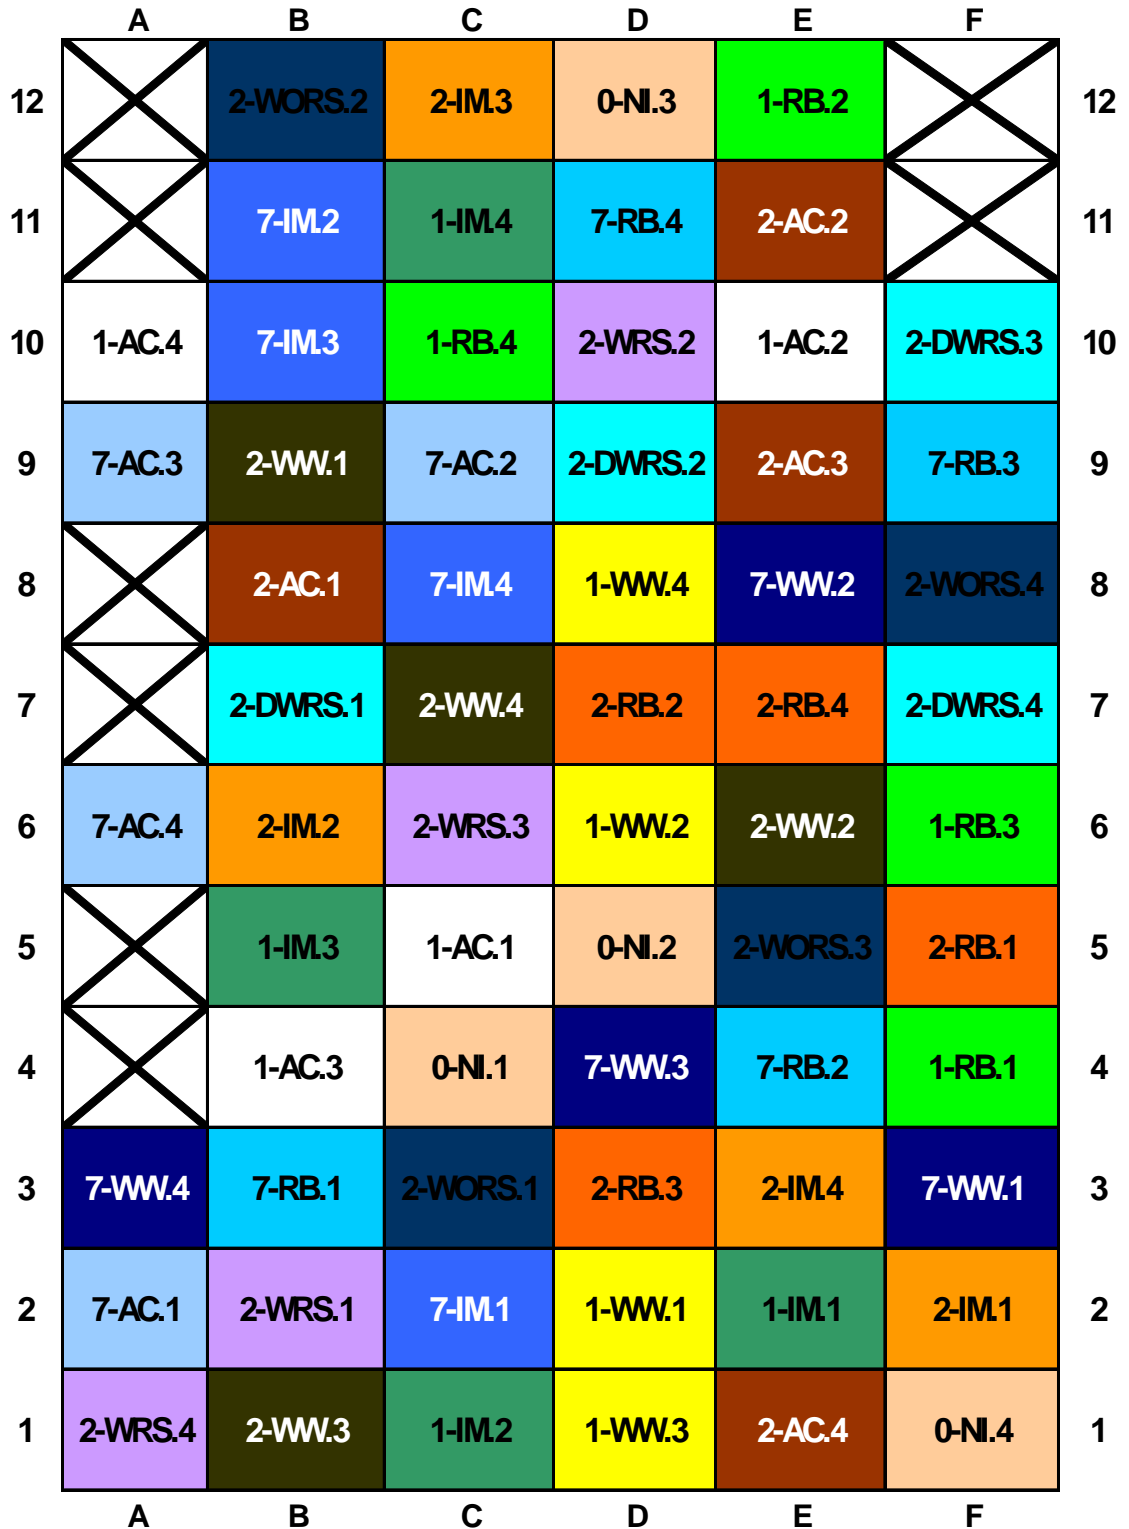 A B C D E F
12 2-WORS.2 2-IM.3 0-NI.3 1-RB.2 12
11 7-IM.2 1-IM.4 7-RB.4 2-AC.2 11
10 1-AC.4 7-IM.3 1-RB.4 2-WRS.2 1-AC.2 2-DWRS.3 10
9 7-AC.3 2-WW.1 7-AC.2 2-DWRS.2 2-AC.3 7-RB.3 9
8 2-AC.1 7-IM.4 1-WW.4 7-WW.2 2-WORS.4 8
7 2-DWRS.1 2-WW.4 2-RB.2 2-RB.4 2-DWRS.4 7
6 7-AC.4 2-IM.2 2-WRS.3 1-WW.2 2-WW.2 1-RB.3 6
5 1-IM.3 1-AC.1 0-NI.2 2-WORS.3 2-RB.1 5
4 1-AC.3 0-NI.1 7-WW.3 7-RB.2 1-RB.1 4
3 7-WW.4 7-RB.1 2-WORS.1 2-RB.3 2-IM.4 7-WW.1 3
2 7-AC.1 2-WRS.1 7-IM.1 1-WW.1 1-IM.1 2-IM.1 2
1 2-WRS.4 2-WW.3 1-IM.2 1-WW.3 2-AC.4 0-NI.4 1
A B C D E F